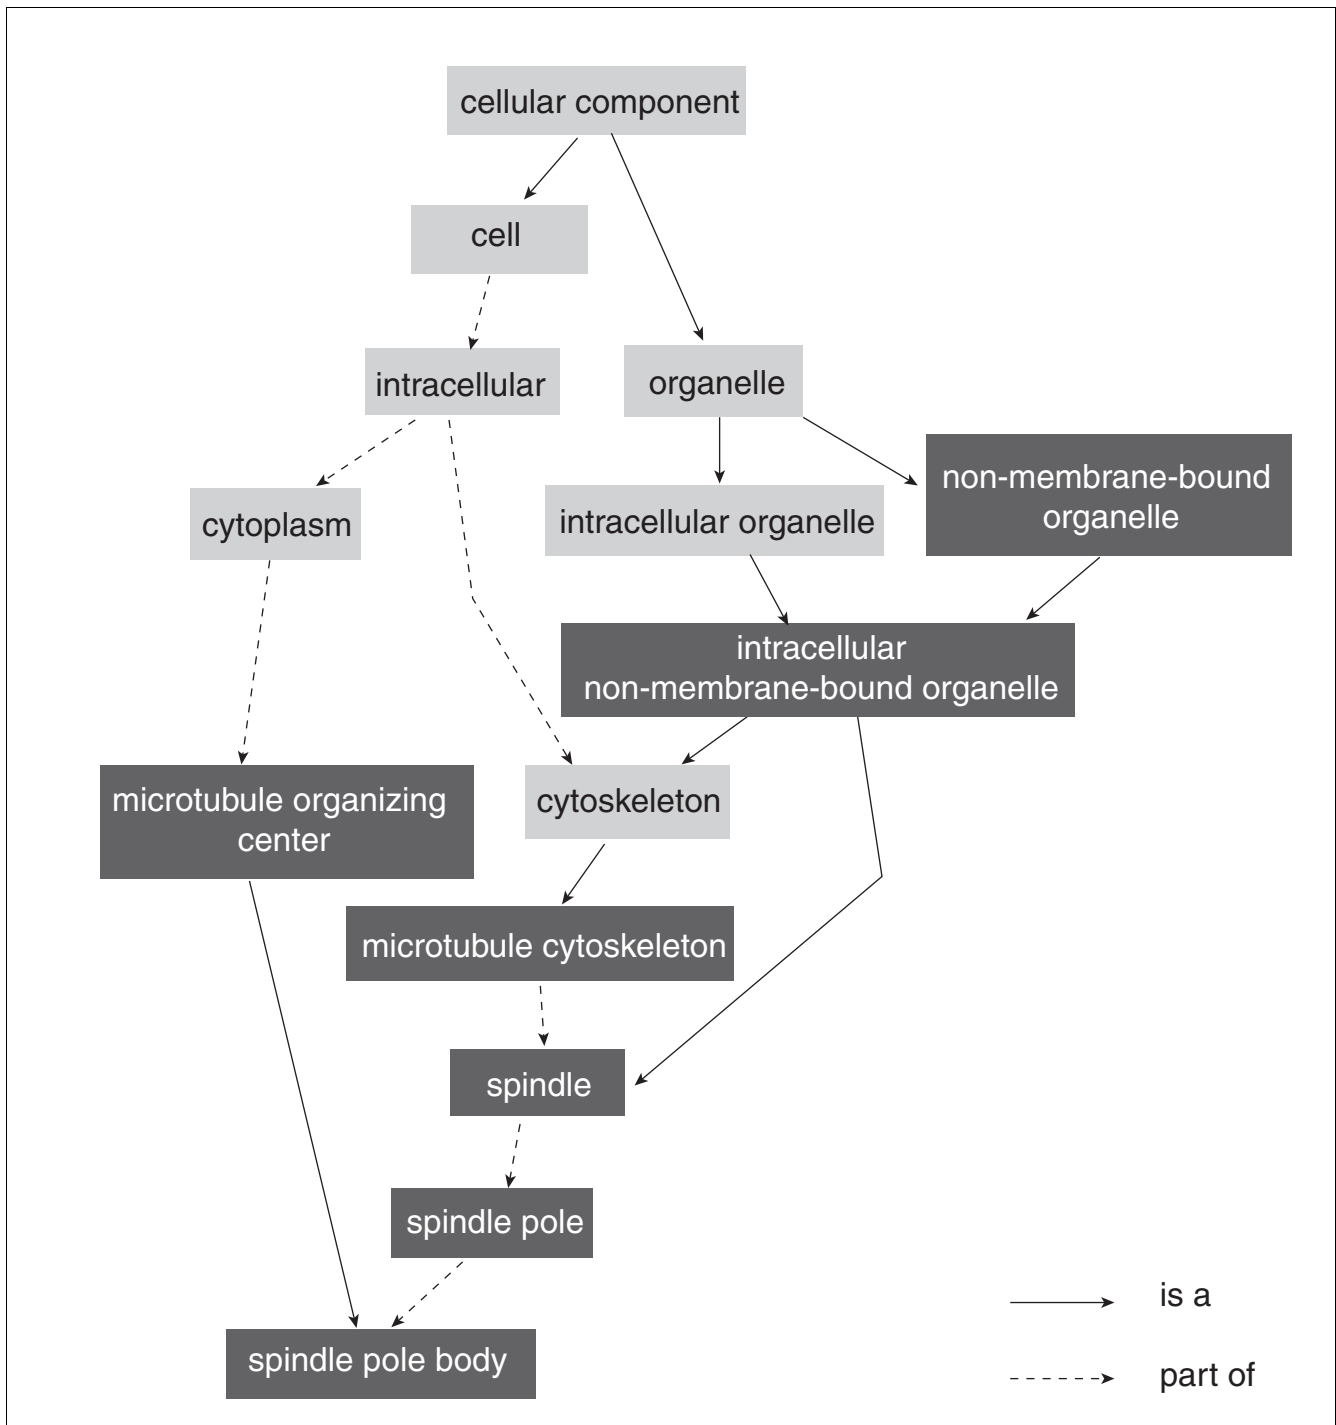 cellular component
cell
intracellular
organelle
non-membrane-bound
organelle
cytoplasm
intracellular organelle
intracellular
non-membrane-bound organelle
microtubule organizing
center
cytoskeleton
microtubule cytoskeleton
spindle
spindle pole
spindle pole body
is a
part of